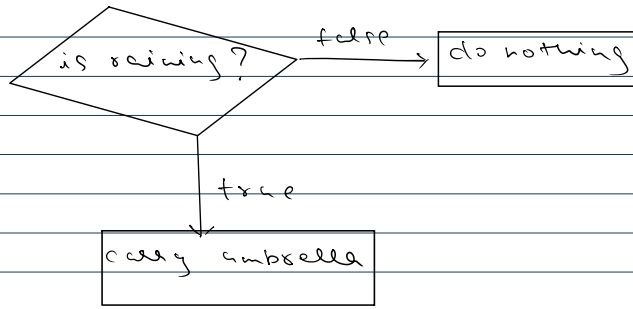 false
is raining?
do nothing
true
carry umbrella